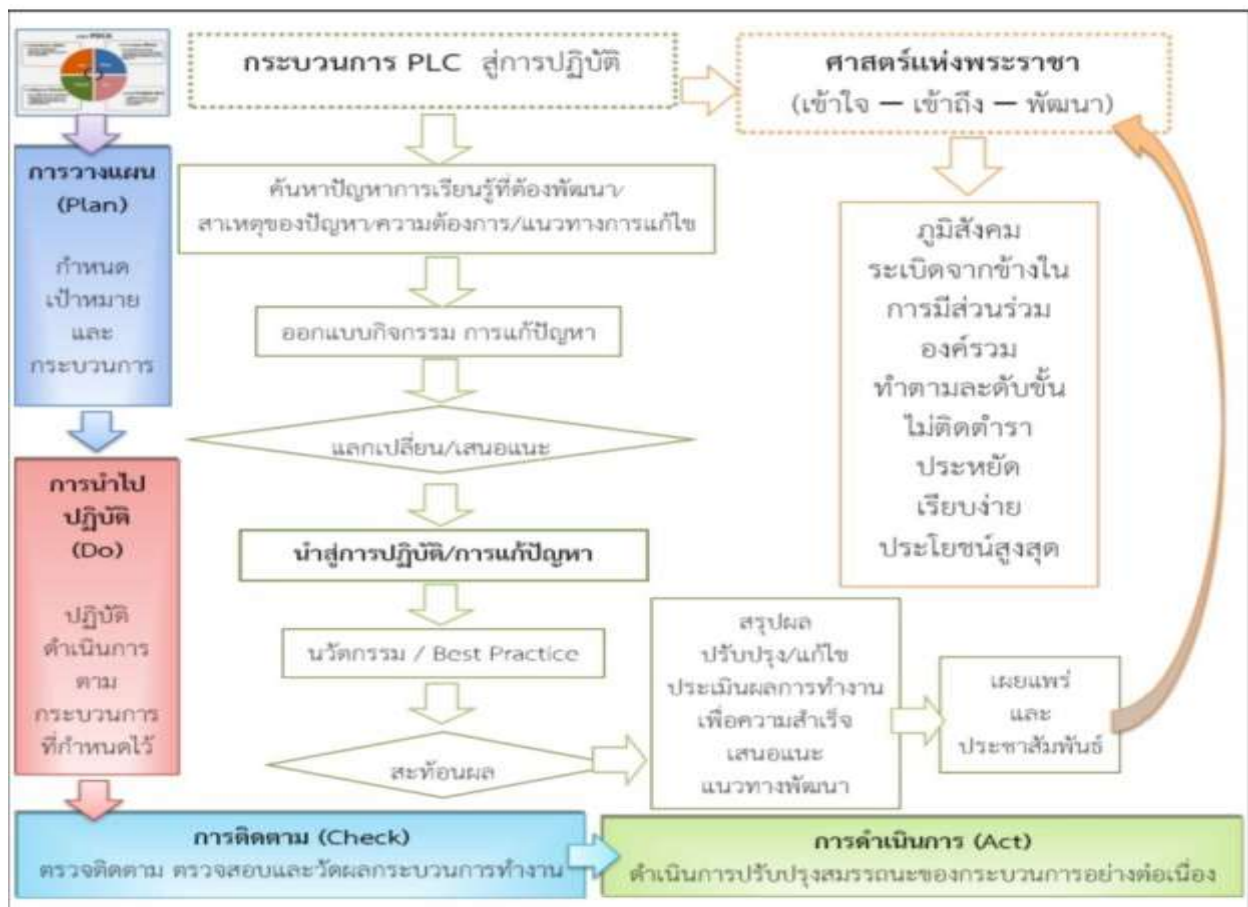 กระบวนการ PLC สู่การปฏิบัติ
ศาสตร์แห่งพระราชา
(เข้าใจ – เข้าถึง – พัฒนา)
การวางแผน
(Plan)
กำหนด
เป้าหมาย
และ
กระบวนการ
การนำไป
ปฏิบัติ
(Do)
ปฏิบัติ
ดำเนินการ
ตาม
กระบวนการ
ที่กำหนดไว้
ค้นหาปัญหาการเรียนรู้ที่ต้องพัฒนา/
สาเหตุของปัญหา/ความต้องการ/แนวทางการแก้ไข
ออกแบบกิจกรรม การแก้ปัญหา
แลกเปลี่ยน/เสนอแนะ
นำสู่การปฏิบัติ/การแก้ปัญหา
นวัตกรรม / Best Practice
สะท้อนผล
ภูมิสังคม
ระเบิดจากข้างใน
การมีส่วนร่วม
องค์รวม
ทำตามละดับขั้น
ไม่ติดตำรา
ประหยัด
เรียบง่าย
ประโยชน์สูงสุด
สรุปผล
ปรับปรุง/แก้ไข
ประเมินผลการทำงาน
เพื่อความสำเร็จ
เสนอแนะ
แนวทางพัฒนา
เผยแพร่
และ
ประชาสัมพันธ์
การติดตาม (Check)
ตรวจติดตาม ตรวจสอบและวัดผลกระบวนการทำงาน
การดำเนินการ (Act)
ดำเนินการปรับปรุงสมรรถนะของกระบวนการอย่างต่อเนื่อง